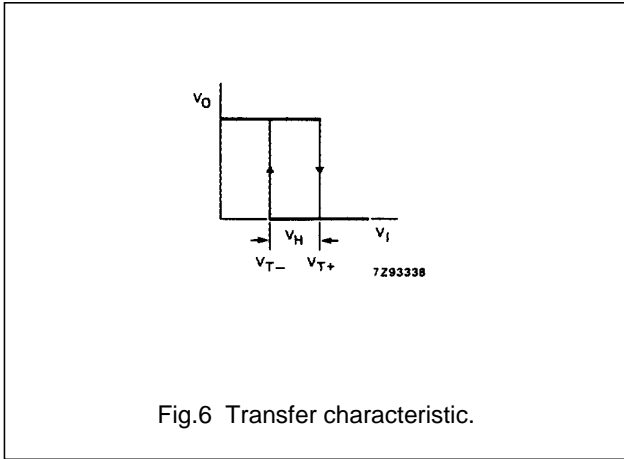 VO
VH
VI
VT−
VT+
7Z93338
Fig.6 Transfer characteristic.